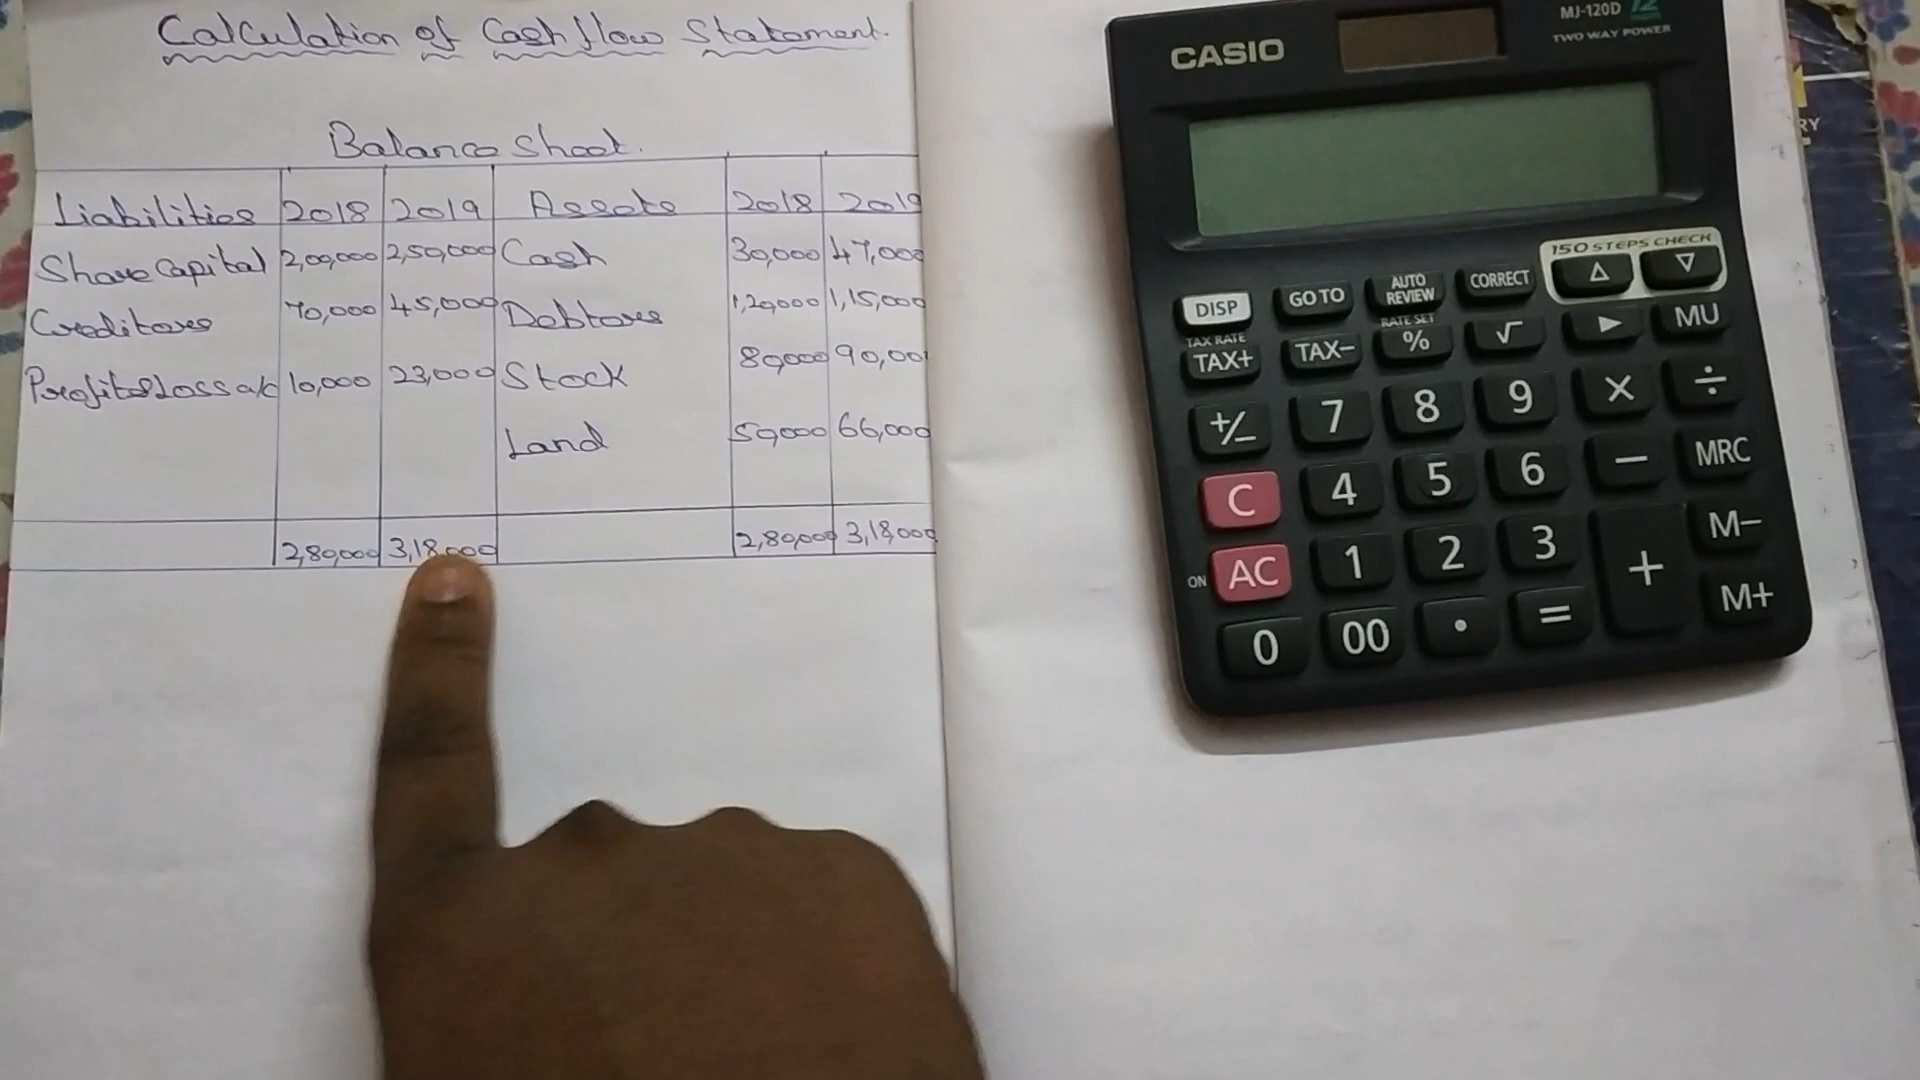 Calculation of Cash flow Statement.
Balance Sheet.
Liabilities 2018 2019 Assets 2018 2019
Share Capital 2,00,000 2,50,000 Cash 30,000 47,000
Creditors 70,000 45,000 Debtors 1,20,000 1,15,000
Profit & Loss a/c 10,000 23,000 Stock 80,000 90,00
Land 50,000 66,000
2,80,000 3,18,000 2,80,000 3,18,000
CASIO
MJ-120D 12
TWO WAY POWER
150 STEPS CHECK
DISP GO TO AUTO REVIEW CORRECT △ ▽
TAX RATE RATE SET
TAX+ TAX− % √ ▶ MU
+/− 7 8 9 × ÷
C 4 5 6 − MRC
ON AC 1 2 3 + M−
0 00 · = M+
RY